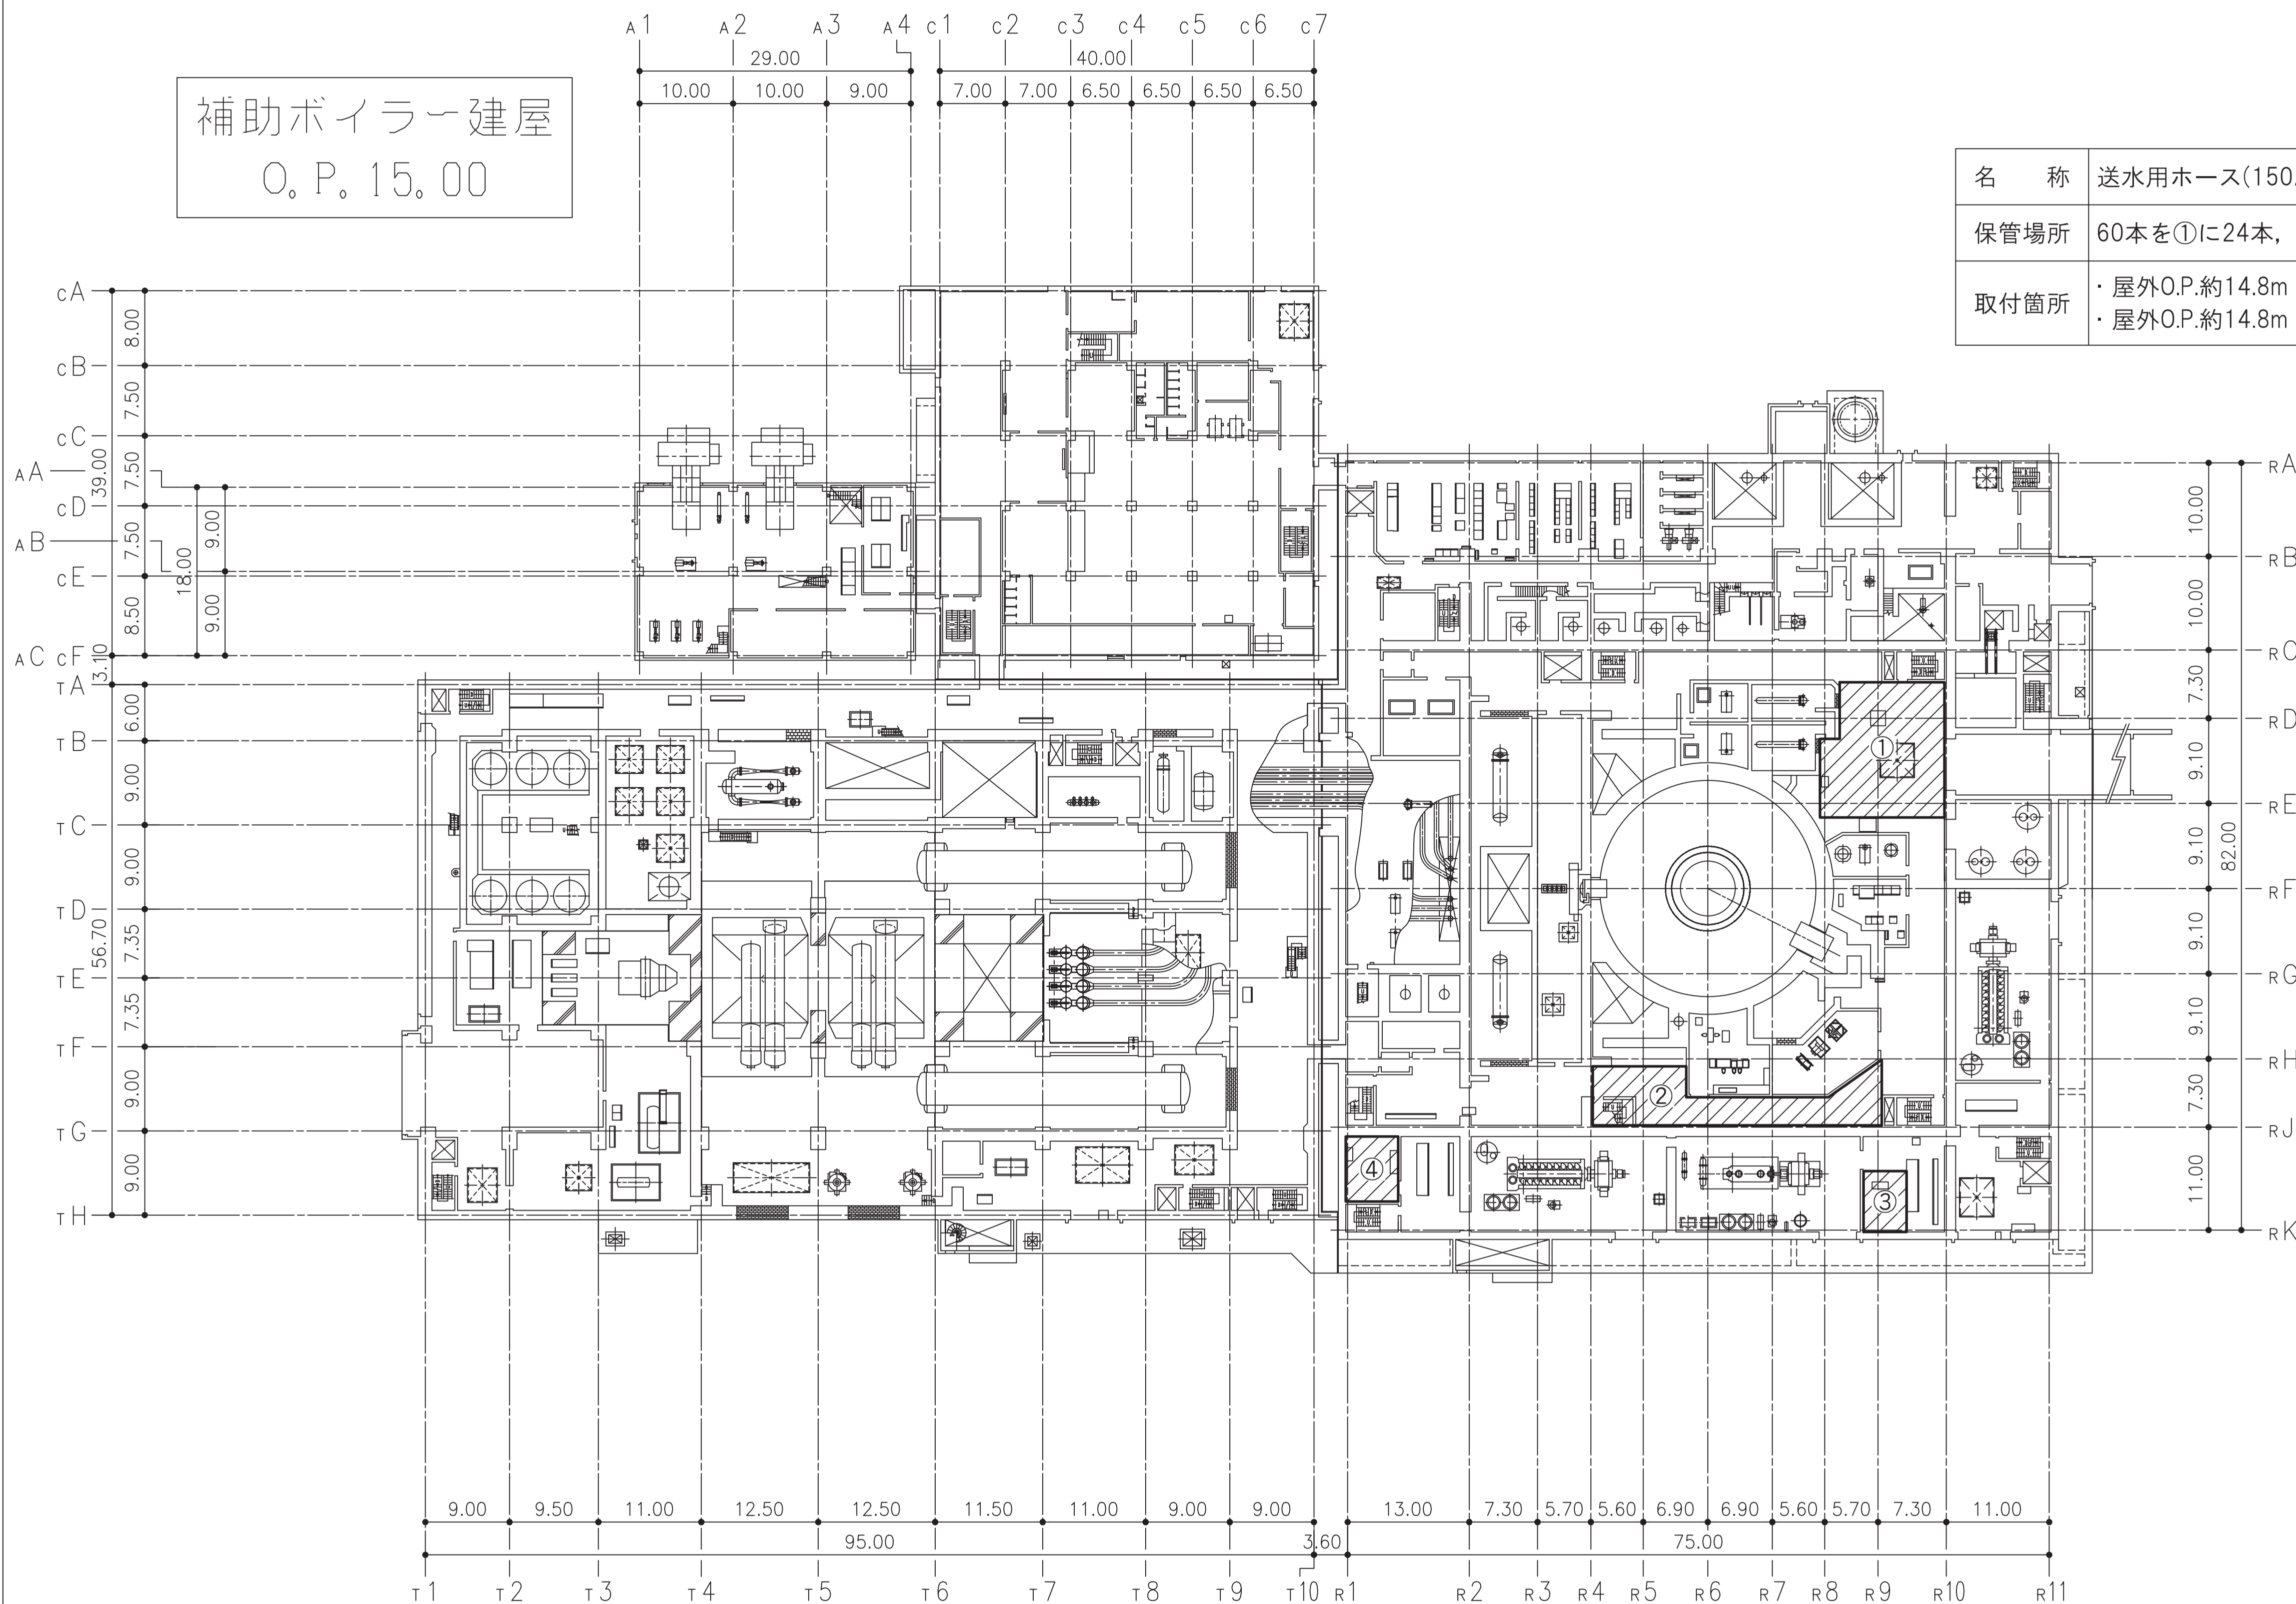 A1 A2 A3 A4 C1 C2 C3 C4 C5 C6 C7
29.00 40.00
10.00 10.00 9.00 7.00 7.00 6.50 6.50 6.50 6.50
補助ボイラー建屋
O.P.15.00
名 称 送水用ホース(150
保管場所 60本を①に24本,
取付箇所 ・屋外O.P.約14.8m
・屋外O.P.約14.8m
cA
8.00
cB
7.50
cC
AA 39.00 7.50
cD
AB 7.50 18.00 9.00
cE
8.50 9.00
AC cF
3.10
TA
6.00
TB
9.00
TC
9.00
TD
56.70 7.35
TE
7.35
TF
9.00
TG
9.00
TH
RA
10.00
RB
10.00
RC
7.30
RD
9.10
RE
9.10 82.00
RF
9.10
RG
9.10
RH
7.30
RJ
11.00
RK
①
②
④
③
9.00 9.50 11.00 12.50 12.50 11.50 11.00 9.00 9.00 13.00 7.30 5.70 5.60 6.90 6.90 5.60 5.70 7.30 11.00
95.00 3.60 75.00
T1 T2 T3 T4 T5 T6 T7 T8 T9 T10 R1 R2 R3 R4 R5 R6 R7 R8 R9 R10 R11